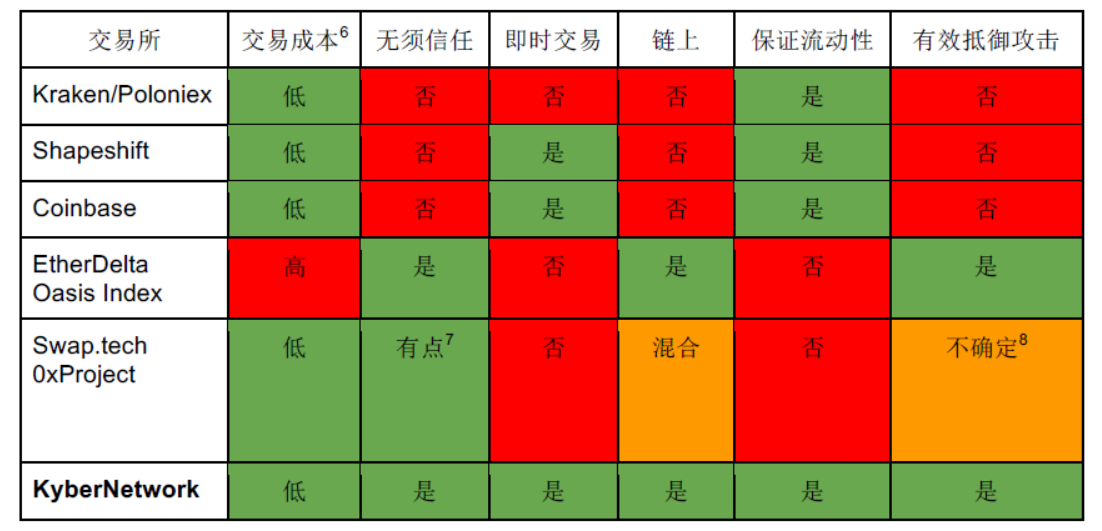 交易所 交易成本⁶ 无须信任 即时交易 链上 保证流动性 有效抵御攻击
Kraken/Poloniex 低 否 否 否 是 否
Shapeshift 低 否 是 否 是 否
Coinbase 低 否 是 否 是 否
EtherDelta 高 是 否 是 否 是
Oasis Index
Swap.tech 低 有点⁷ 否 混合 否 不确定⁸
0xProject
KyberNetwork 低 是 是 是 是 是